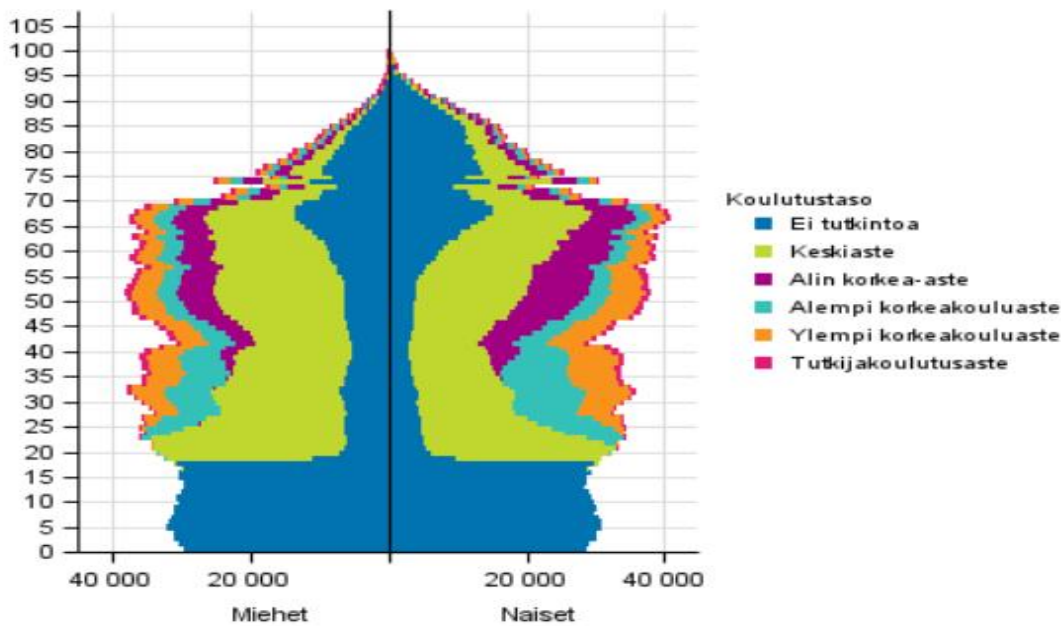 105
100
95
90
85
80
75
70
65
60
55
50
45
40
35
30
25
20
15
10
5
0
40 000 20 000 20 000 40 000
Miehet Naiset
Koulutustaso
Ei tutkintoa
Keskiaste
Alin korkea-aste
Alempi korkeakouluaste
Ylempi korkeakouluaste
Tutkijakoulutusaste